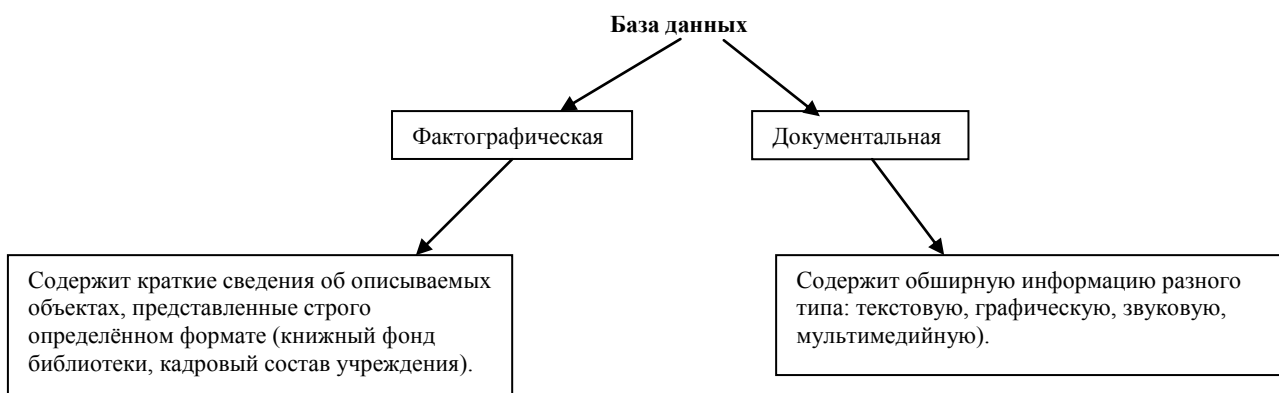 База данных
Фактографическая
Документальная
Содержит краткие сведения об описываемых
объектах, представленные строго
определённом формате (книжный фонд
библиотеки, кадровый состав учреждения).
Содержит обширную информацию разного
типа: текстовую, графическую, звуковую,
мультимедийную).